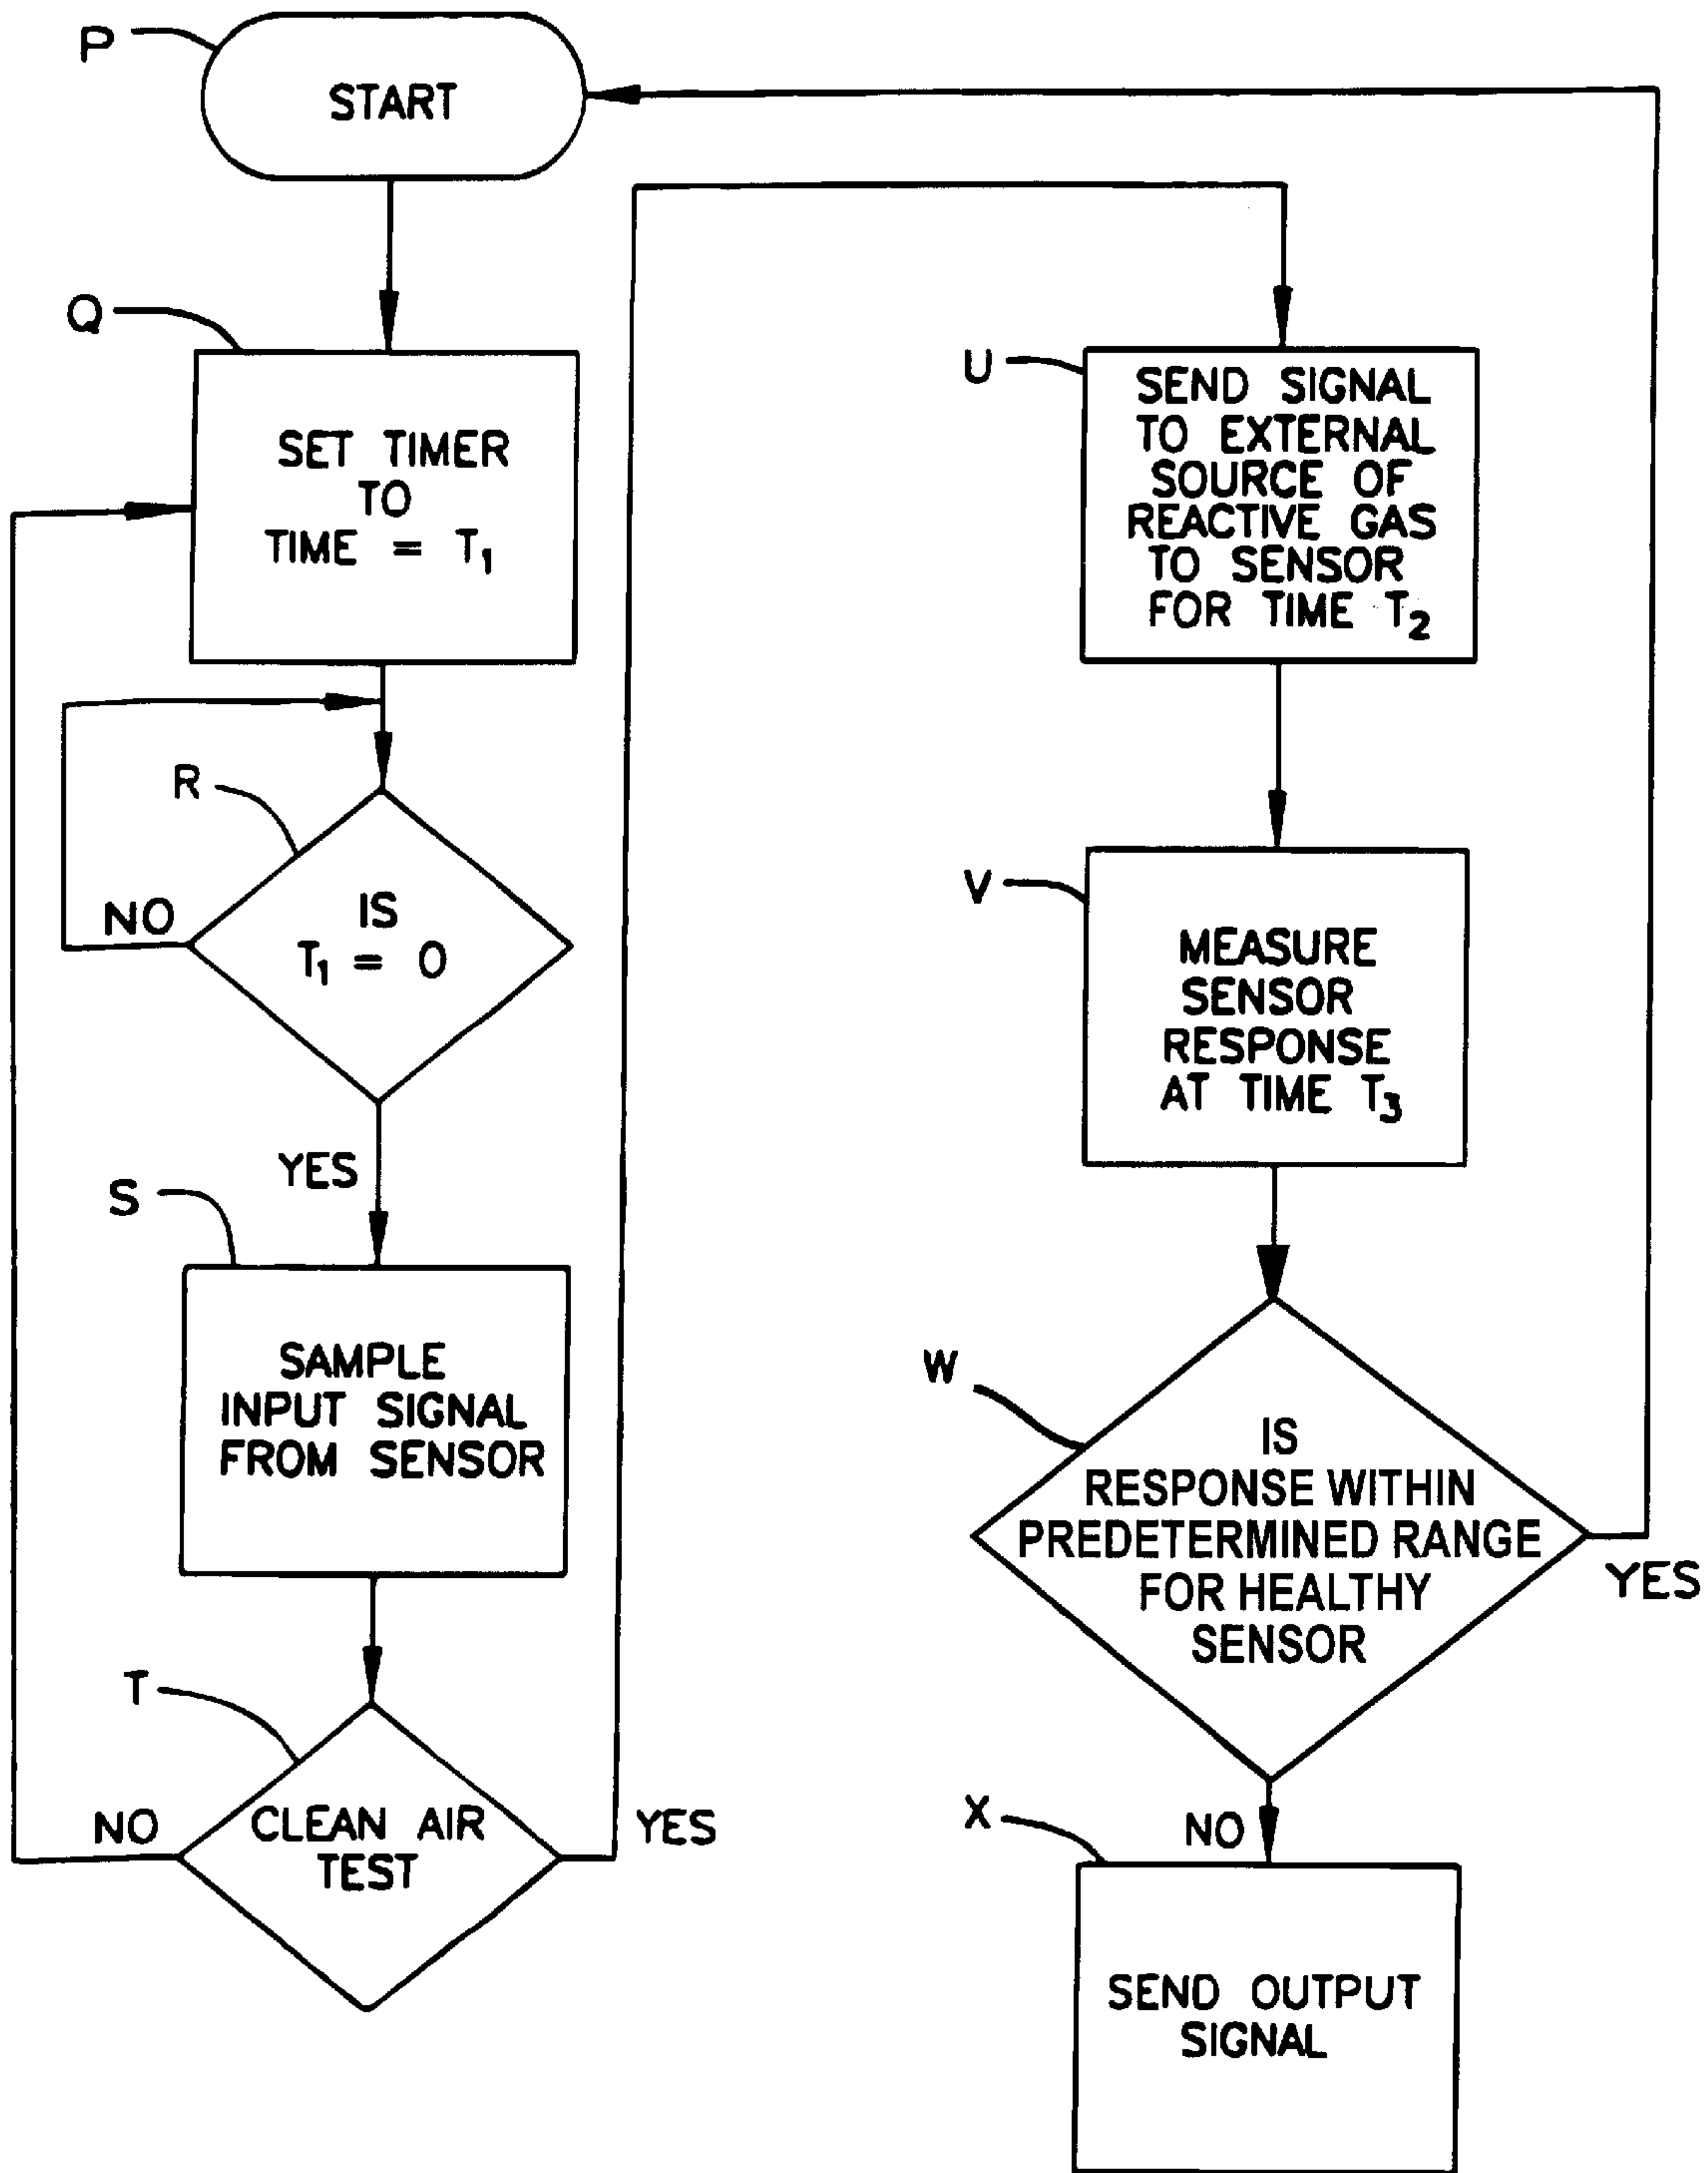 P
START
Q
SET TIMER
TO
TIME = T₁
R
IS
T₁ = 0
NO
YES
S
SAMPLE
INPUT SIGNAL
FROM SENSOR
T
CLEAN AIR
TEST
NO
YES
U
SEND SIGNAL
TO EXTERNAL
SOURCE OF
REACTIVE GAS
TO SENSOR
FOR TIME T₂
V
MEASURE
SENSOR
RESPONSE
AT TIME T₃
W
IS
RESPONSE WITHIN
PREDETERMINED RANGE
FOR HEALTHY
SENSOR
YES
NO
X
SEND OUTPUT
SIGNAL